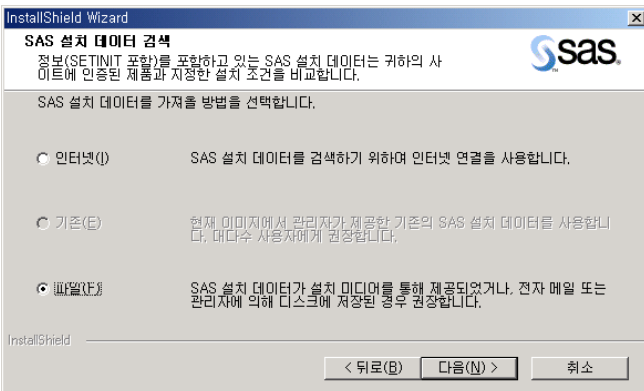 InstallShield Wizard
SAS 설치 데이터 검색
정보(SETINIT 포함)를 포함하고 있는 SAS 설치 데이터는 귀하의 사
이트에 인증된 제품과 지정한 설치 조건을 비교합니다.
sas.
SAS 설치 데이터를 가져올 방법을 선택합니다.
인터넷(I) SAS 설치 데이터를 검색하기 위하여 인터넷 연결을 사용합니다.
기존(E) 현재 이미지에서 관리자가 제공한 기존의 SAS 설치 데이터를 사용합니
다. 대다수 사용자에게 권장합니다.
파일(F) SAS 설치 데이터가 설치 미디어를 통해 제공되었거나, 전자 메일 또는
관리자에 의해 디스크에 저장된 경우 권장합니다.
InstallShield
< 뒤로(B) 다음(N) > 취소